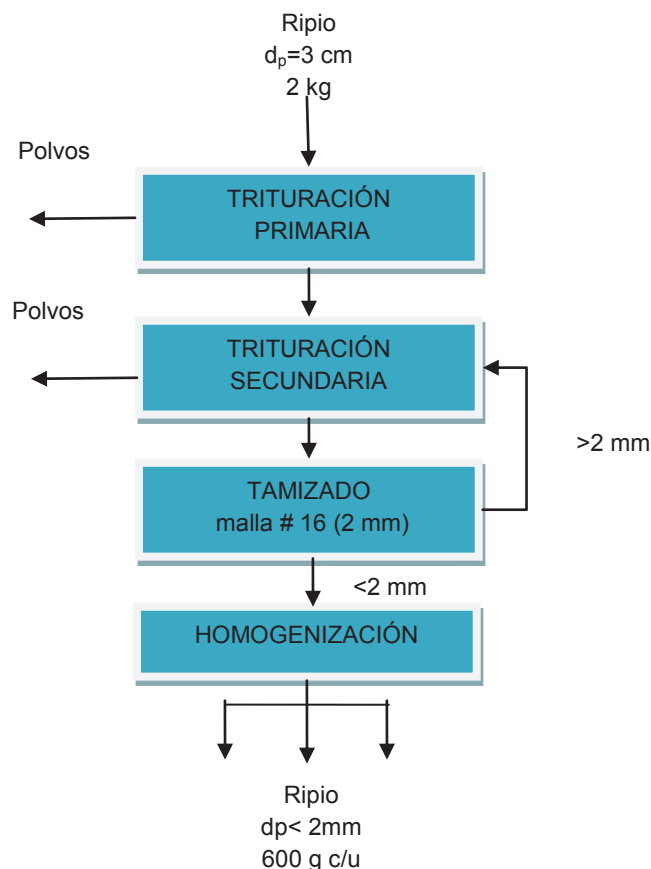 Ripio
dp=3 cm
2 kg
Polvos
TRITURACIÓN
PRIMARIA
Polvos
TRITURACIÓN
SECUNDARIA
>2 mm
TAMIZADO
malla # 16 (2 mm)
<2 mm
HOMOGENIZACIÓN
Ripio
dp< 2mm
600 g c/u